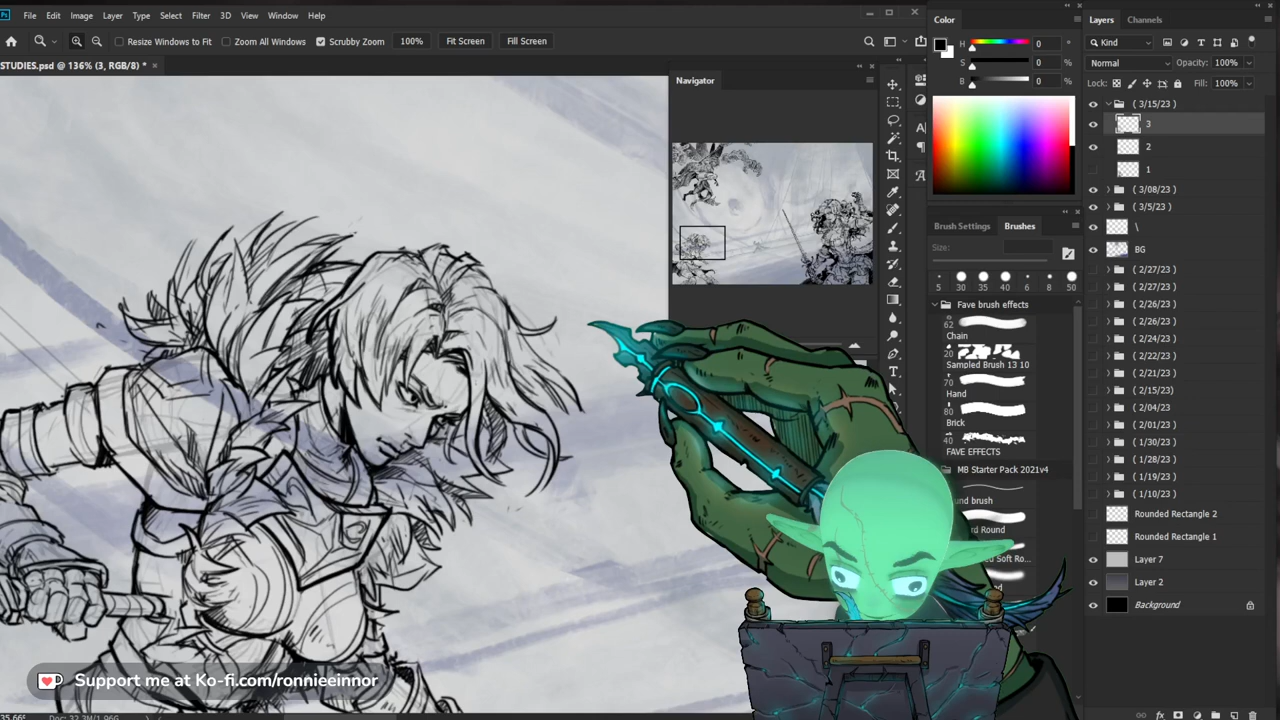 Ps File Edit Image Layer Type Select Filter 3D View Window Help
Resize Windows to Fit Zoom All Windows Scrubby Zoom 100% Fit Screen Fill Screen
STUDIES.psd @ 136% (3, RGB/8) * ×
Navigator
Color
H 0 °
S 0 %
B 0 %
Brush Settings Brushes
Size:
5 30 35 40 6 8 50
Fave brush effects
62
Chain
20
Sampled Brush 13 10
70
Hand
80
Brick
40
FAVE EFFECTS
MB Starter Pack 2021v4
Layers Channels
Kind
Normal Opacity: 100%
Lock: Fill: 100%
( 3/15/23 )
3
2
1
( 3/08/23 )
( 3/5/23 )
\
BG
( 2/27/23 )
( 2/27/23 )
( 2/26/23 )
( 2/26/23 )
( 2/24/23 )
( 2/22/23 )
( 2/21/23 )
( 2/15/23)
( 2/04/23
( 2/01/23 )
( 1/30/23 )
( 1/28/23 )
( 1/19/23 )
( 1/10/23 )
Rounded Rectangle 2
Rounded Rectangle 1
Layer 7
Layer 2
Background
Support me at Ko-fi.com/ronnieeinnor